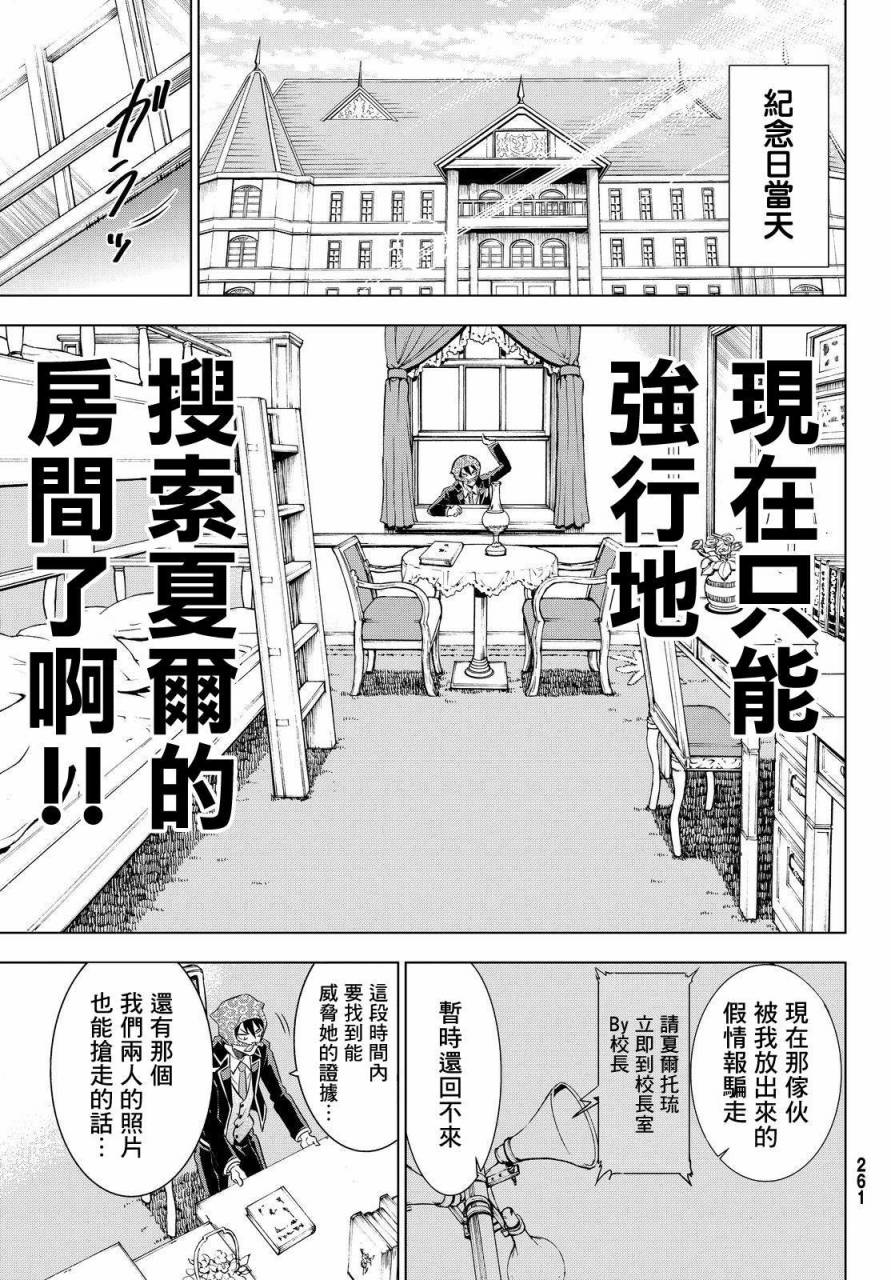 紀念日當天
ガラッ
現在只能
強行地
搜索夏爾的
房間了啊!!
現在那傢伙
被我放出來的
假情報騙走
請夏爾托琉
立即到校長室
By校長
暫時還回不來
這段時間內
要找到能
威脅她的證據…
還有那個
我們兩人的照片
也能搶走的話…
261